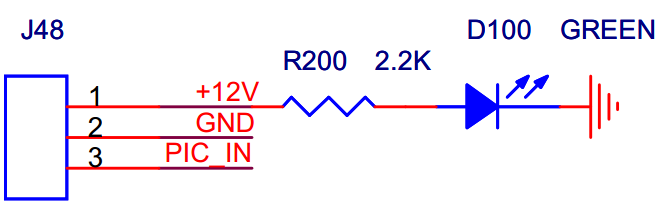 J48 D100 GREEN
R200 2.2K
1 +12V
2 GND
3 PIC_IN